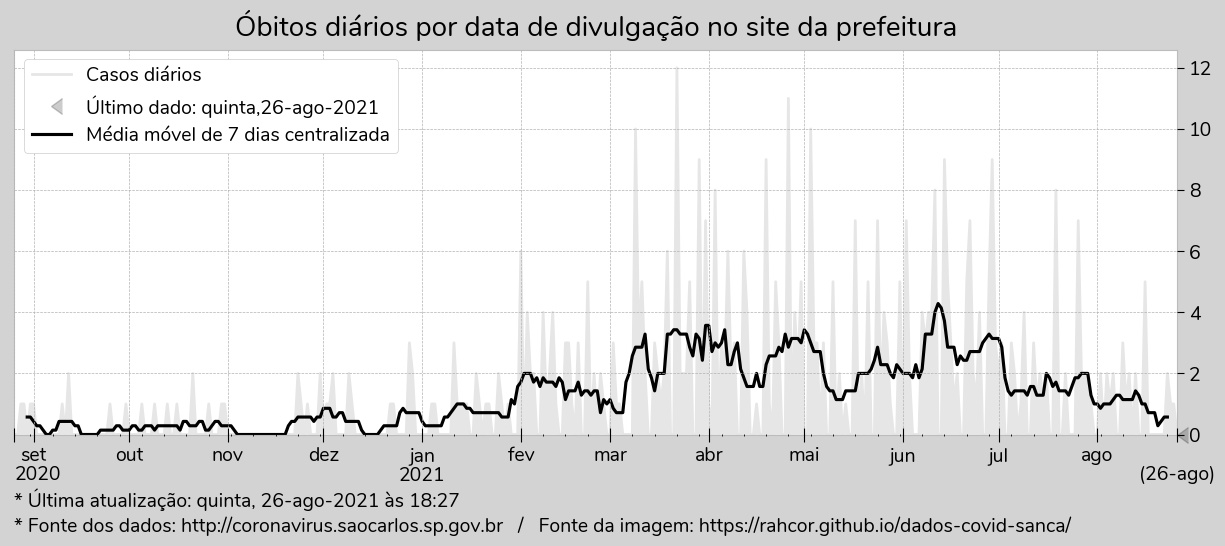 Óbitos diários por data de divulgação no site da prefeitura
Casos diários
Último dado: quinta,26-ago-2021
Média móvel de 7 dias centralizada
12
10
8
6
4
2
0
set out nov dez jan fev mar abr mai jun jul ago
2020 2021 (26-ago)
* Última atualização: quinta, 26-ago-2021 às 18:27
* Fonte dos dados: http://coronavirus.saocarlos.sp.gov.br / Fonte da imagem: https://rahcor.github.io/dados-covid-sanca/